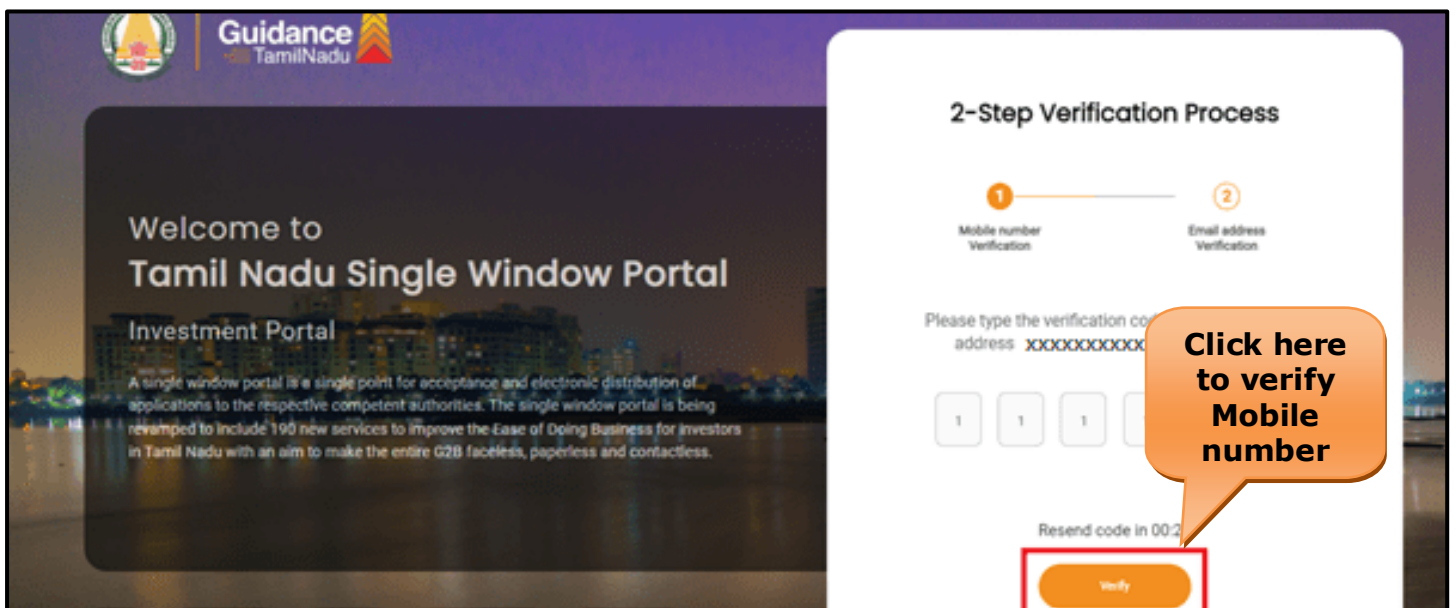 Guidance
TamilNadu
Welcome to
Tamil Nadu Single Window Portal
Investment Portal
A single window portal is a single point for acceptance and electronic distribution of
applications to the respective competent authorities. The single window portal is being
revamped to include 190 new services to improve the Ease of Doing Business for investors
in Tamil Nadu with an aim to make the entire G2B faceless, paperless and contactless.
2-Step Verification Process
1
2
Mobile number
Verification
Email address
Verification
Please type the verification
address xxxxxxxxxxx
1 1 1
Resend code in
Verify
Click here
to verify
Mobile
number